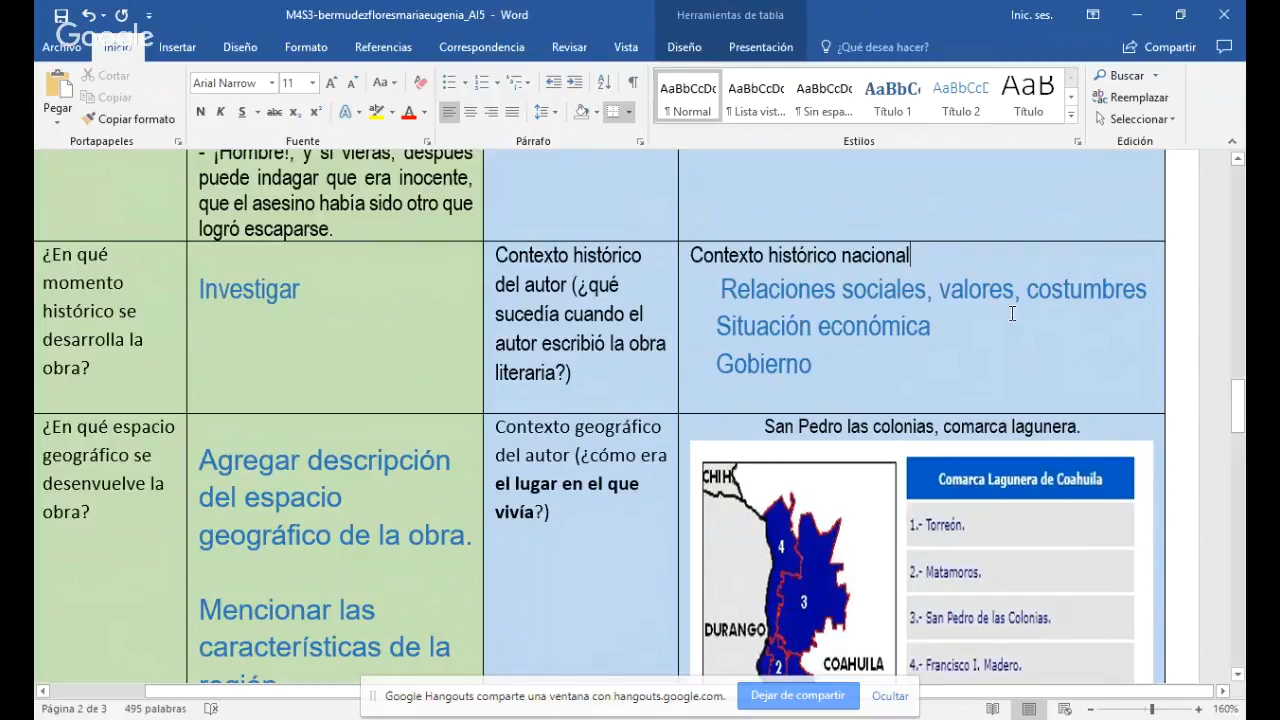 M4S3-bermudezfloresmariaeugenia_AI5 - Word
Herramientas de tabla
Inic. ses.
Google
Archivo Inicio Insertar Diseño Formato Referencias Correspondencia Revisar Vista Diseño Presentación ¿Qué desea hacer? Compartir
Pegar
Cortar
Copiar
Copiar formato
Portapapeles
Arial Narrow 11
Aa
N K S abc x₂ x²
Fuente
Párrafo
AaBbCcDc AaBbCcDc AaBbCcDc AaBbC AaBbCcC AaB
¶ Normal ¶ Lista vist... ¶ Sin espa... Título 1 Título 2 Título
Estilos
Buscar
Reemplazar
Seleccionar
Edición
- ¡Hombre!, y si vieras, después
puede indagar que era inocente,
que el asesino había sido otro que
logró escaparse.
¿En qué
momento
histórico se
desarrolla la
obra?
Investigar
Contexto histórico
del autor (¿qué
sucedía cuando el
autor escribió la obra
literaria?)
Contexto histórico nacional
Relaciones sociales, valores, costumbres
Situación económica
Gobierno
¿En qué espacio
geográfico se
desenvuelve la
obra?
Agregar descripción
del espacio
geográfico de la obra.
Mencionar las
características de la
región
Contexto geográfico
del autor (¿cómo era
el lugar en el que
vivía?)
San Pedro las colonias, comarca lagunera.
CHIH
4
3
DURANGO
2
COAHUILA
Comarca Lagunera de Coahuila
1.- Torreón.
2.- Matamoros.
3.- San Pedro de las Colonias.
4.- Francisco I. Madero.
Google Hangouts comparte una ventana con hangouts.google.com. Dejar de compartir Ocultar
Página 2 de 3 495 palabras 160%